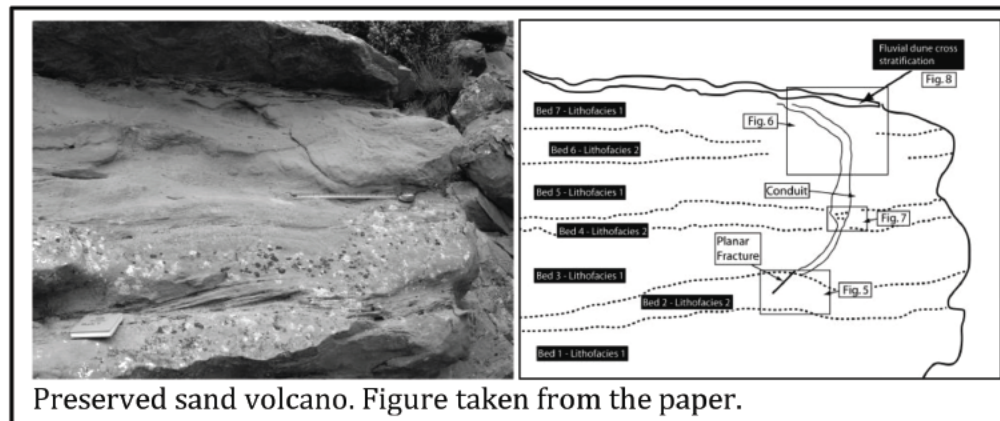 Fluvial dune cross
stratification
Fig. 8
Bed 7 - Lithofacies 1
Fig. 6
Bed 6 - Lithofacies 2
Bed 5 - Lithofacies 1
Conduit
Fig. 7
Bed 4 - Lithofacies 2
Planar
Fracture
Bed 3 - Lithofacies 1
Fig. 5
Bed 2 - Lithofacies 2
Bed 1 - Lithofacies 1
Preserved sand volcano. Figure taken from the paper.